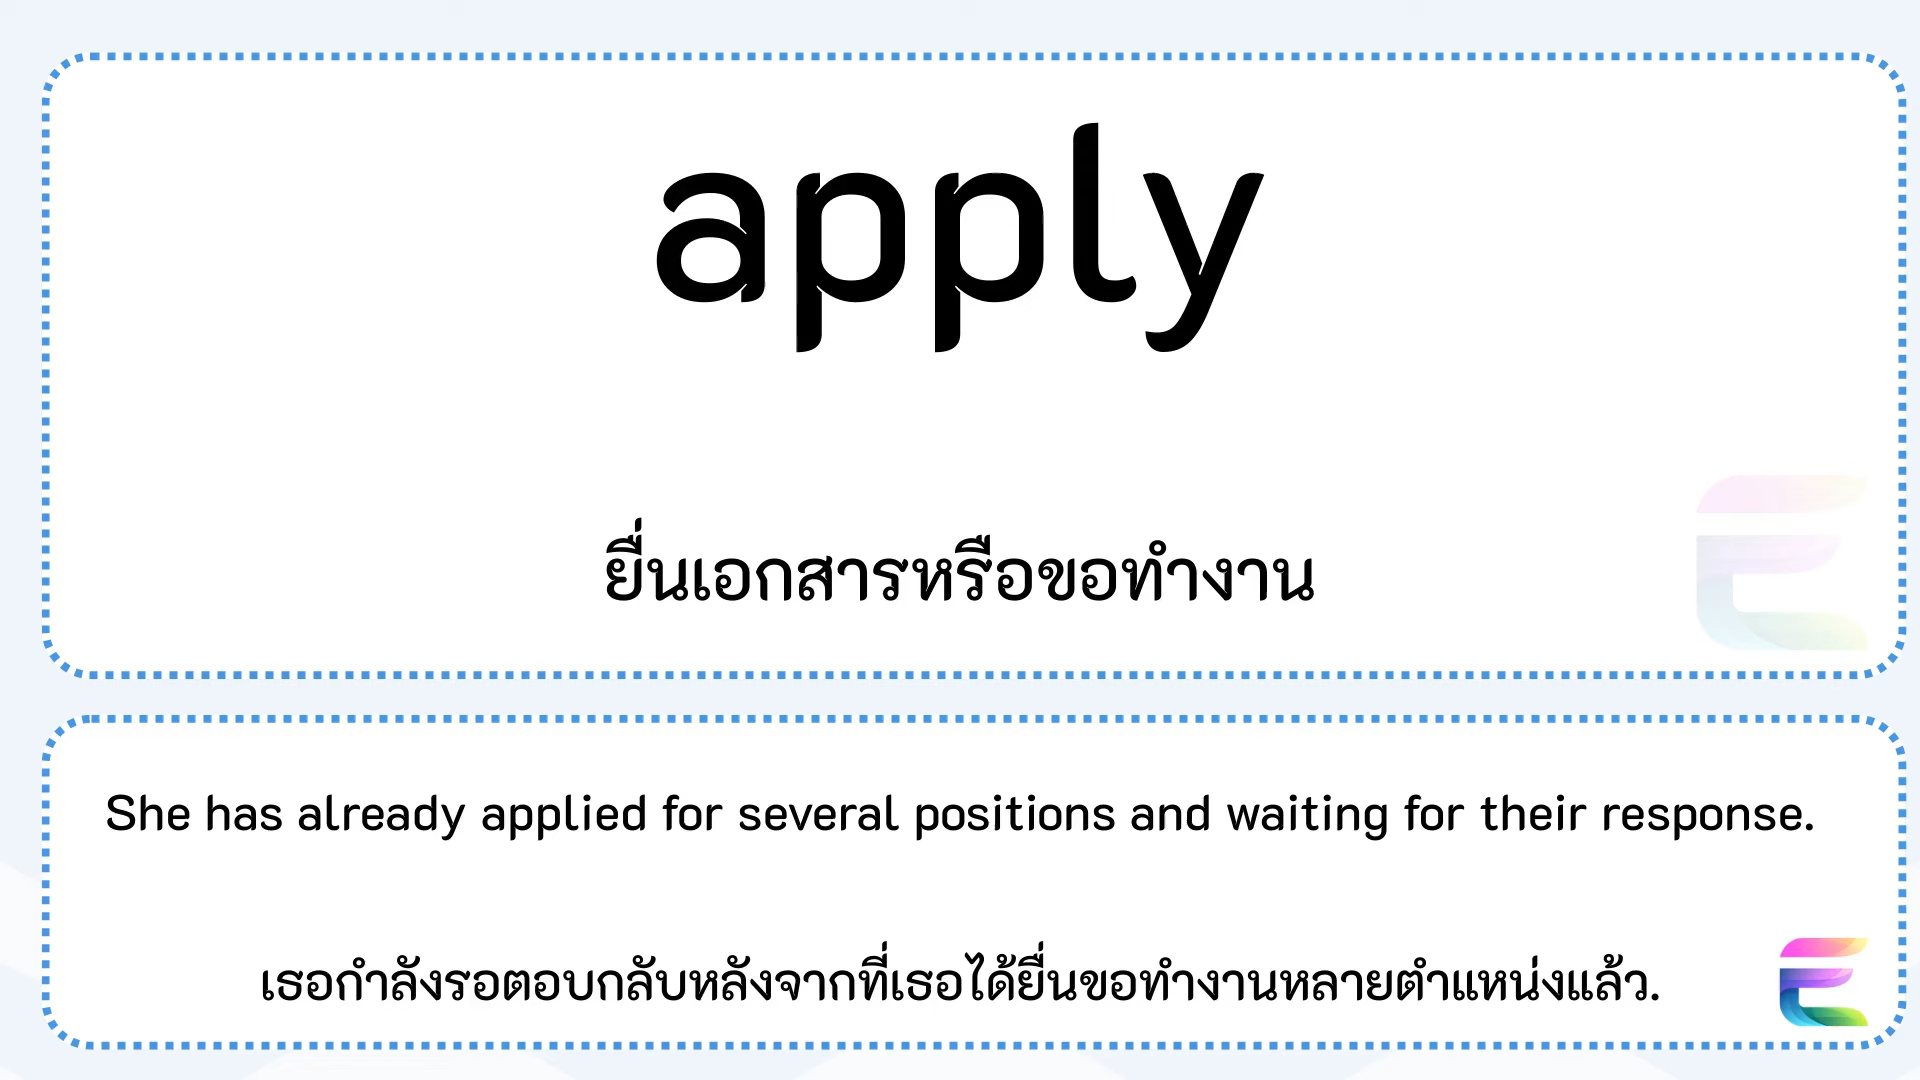 apply
ยื่นเอกสารหรือขอทำงาน
She has already applied for several positions and waiting for their response.
เธอกำลังรอตอบกลับหลังจากที่เธอได้ยื่นขอทำงานหลายตำแหน่งแล้ว.